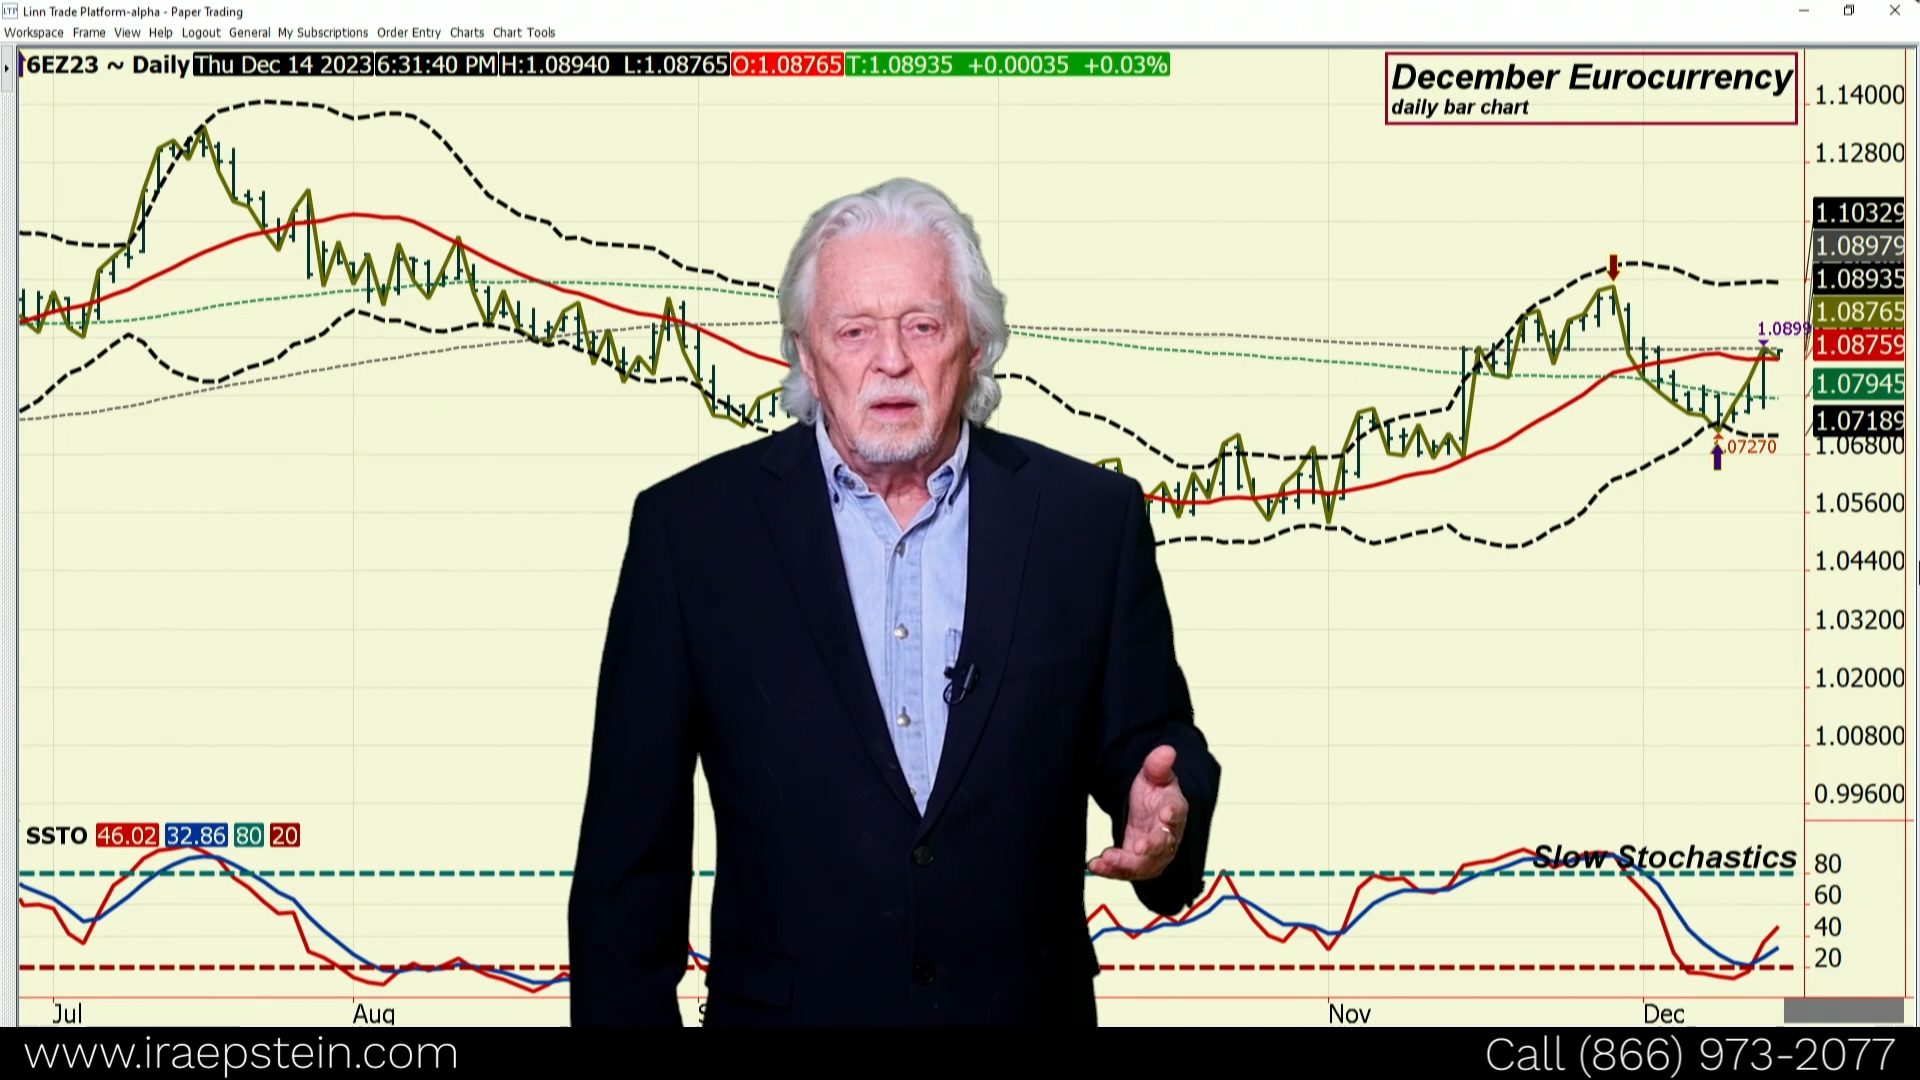 LTP Linn Trade Platform-alpha - Paper Trading
Workspace Frame View Help Logout General My Subscriptions Order Entry Charts Chart Tools
6EZ23 ~ Daily Thu Dec 14 2023 6:31:40 PM H:1.08940 L:1.08765 O:1.08765 T:1.08935 +0.00035 +0.03%
December Eurocurrency
daily bar chart
1.14000
1.12800
1.10329
1.08979
1.08935
1.08765
1.0899
1.08759
1.07945
1.07189
1.06800
.07270
1.05600
1.04400
1.03200
1.02000
1.00800
0.99600
SSTO 46.02 32.86 80 20
Slow Stochastics
80
60
40
20
Jul Aug S Nov Dec
www.iraepstein.com Call (866) 973-2077